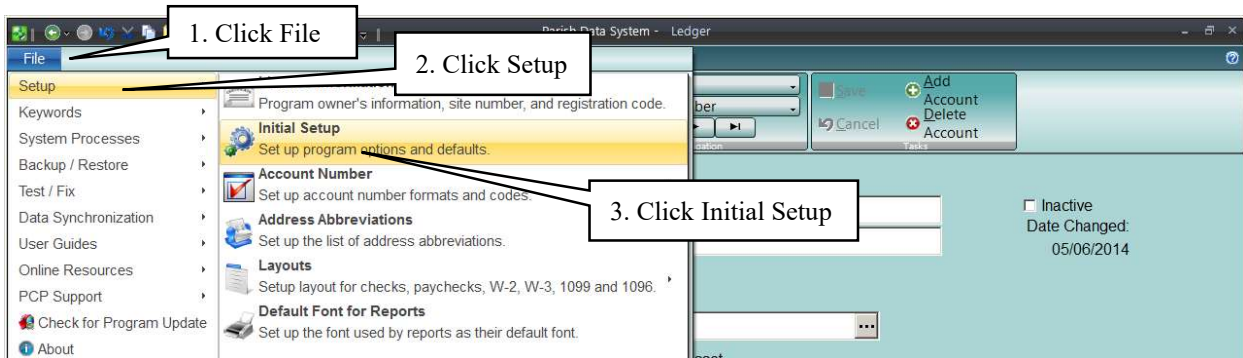 1. Click File
Parish Data System - Ledger
File
2. Click Setup
Setup
Program owner's information, site number, and registration code.
Keywords
Initial Setup
Set up program options and defaults.
System Processes
Account Number
Set up account number formats and codes.
Backup / Restore
Address Abbreviations
Set up the list of address abbreviations.
Test / Fix
Data Synchronization
Layouts
Setup layout for checks, paychecks, W-2, W-3, 1099 and 1096.
User Guides
Online Resources
Default Font for Reports
Set up the font used by reports as their default font.
PCP Support
Check for Program Update
About
3. Click Initial Setup
ber
Save
Cancel
Add
Account
Delete
Account
Tasks
Inactive
Date Changed:
05/06/2014